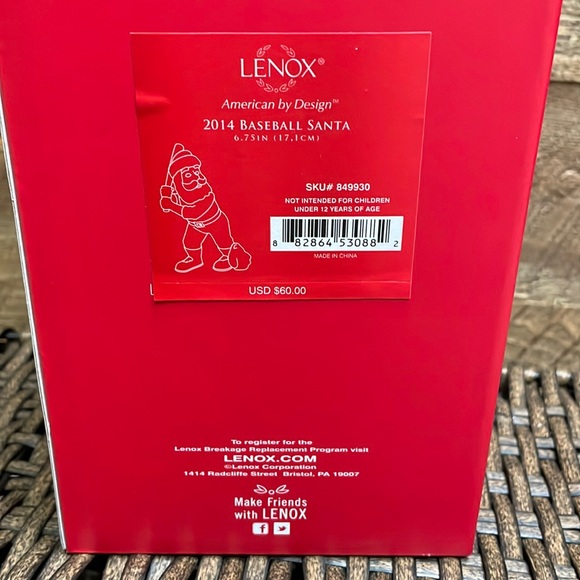 LENOX®
American by Design™
2014 BASEBALL SANTA
6.75IN (17.1CM)
SKU# 849930
NOT INTENDED FOR CHILDREN
UNDER 12 YEARS OF AGE
8 82864 53088 2
MADE IN CHINA
USD $60.00
To register for the
Lenox Breakage Replacement Program visit
LENOX.COM
©Lenox Corporation
1414 Radcliffe Street Bristol, PA 19007
Make Friends
with LENOX
f